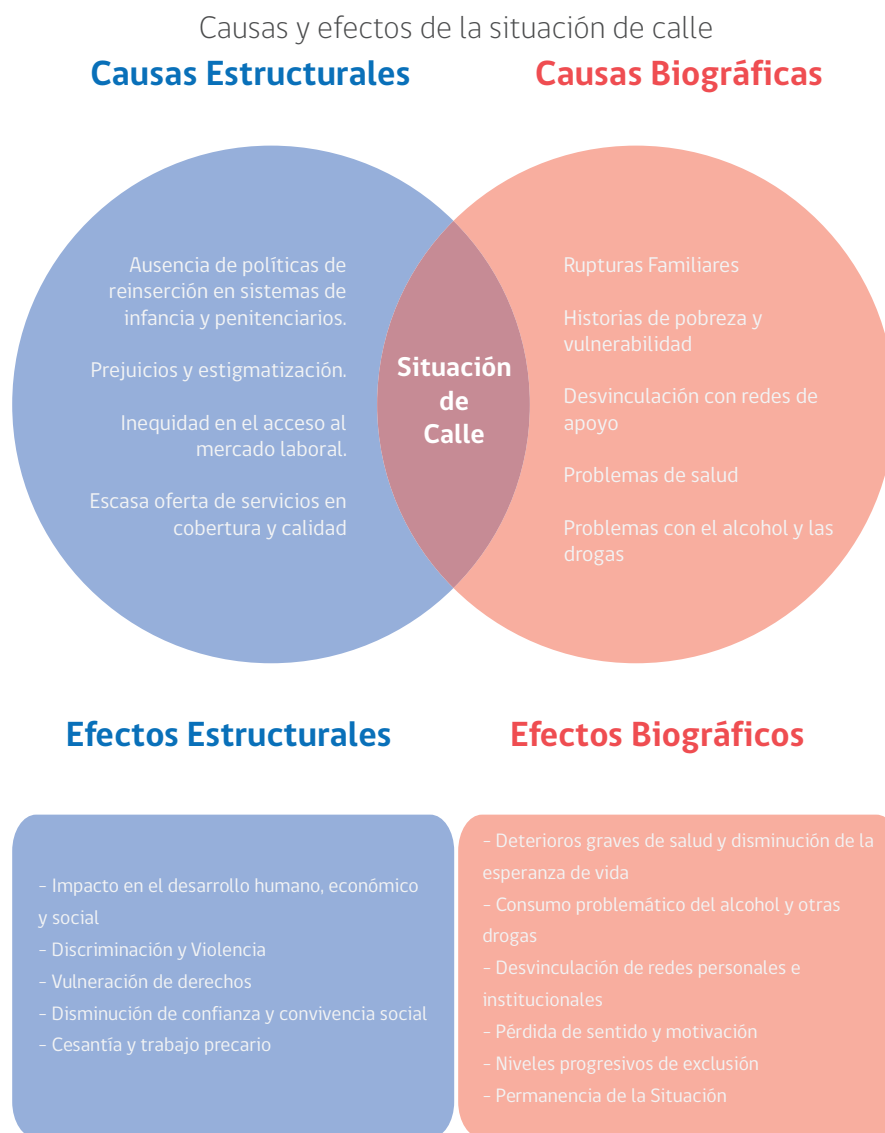 Causas y efectos de la situación de calle
Causas Estructurales
Causas Biográficas
Ausencia de políticas de
reinserción en sistemas de
infancia y penitenciarios.
Prejuicios y estigmatización.
Inequidad en el acceso al
mercado laboral.
Escasa oferta de servicios en
cobertura y calidad
Situación
de
Calle
Rupturas Familiares
Historias de pobreza y
vulnerabilidad
Desvinculación con redes de
apoyo
Problemas de salud
Problemas con el alcohol y las
drogas
Efectos Estructurales
Efectos Biográficos
– Impacto en el desarrollo humano, económico
y social
– Discriminación y Violencia
– Vulneración de derechos
– Disminución de confianza y convivencia social
– Cesantía y trabajo precario
– Deterioros graves de salud y disminución de la
esperanza de vida
– Consumo problemático del alcohol y otras
drogas
– Desvinculación de redes personales e
institucionales
– Pérdida de sentido y motivación
– Niveles progresivos de exclusión
– Permanencia de la Situación